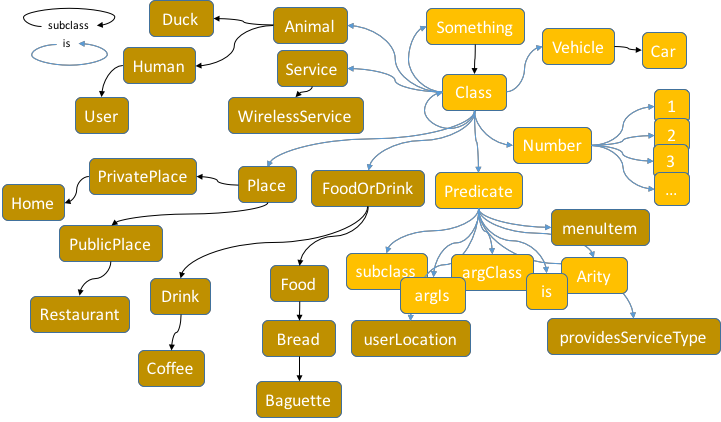 subclass
is
Duck
Animal
Something
Vehicle
Car
Human
Service
Class
User
WirelessService
Number
1
2
3
...
PrivatePlace
Place
FoodOrDrink
Predicate
Home
PublicPlace
menuItem
subclass
argClass
Arity
argIs
is
Drink
Food
Restaurant
userLocation
providesServiceType
Bread
Coffee
Baguette